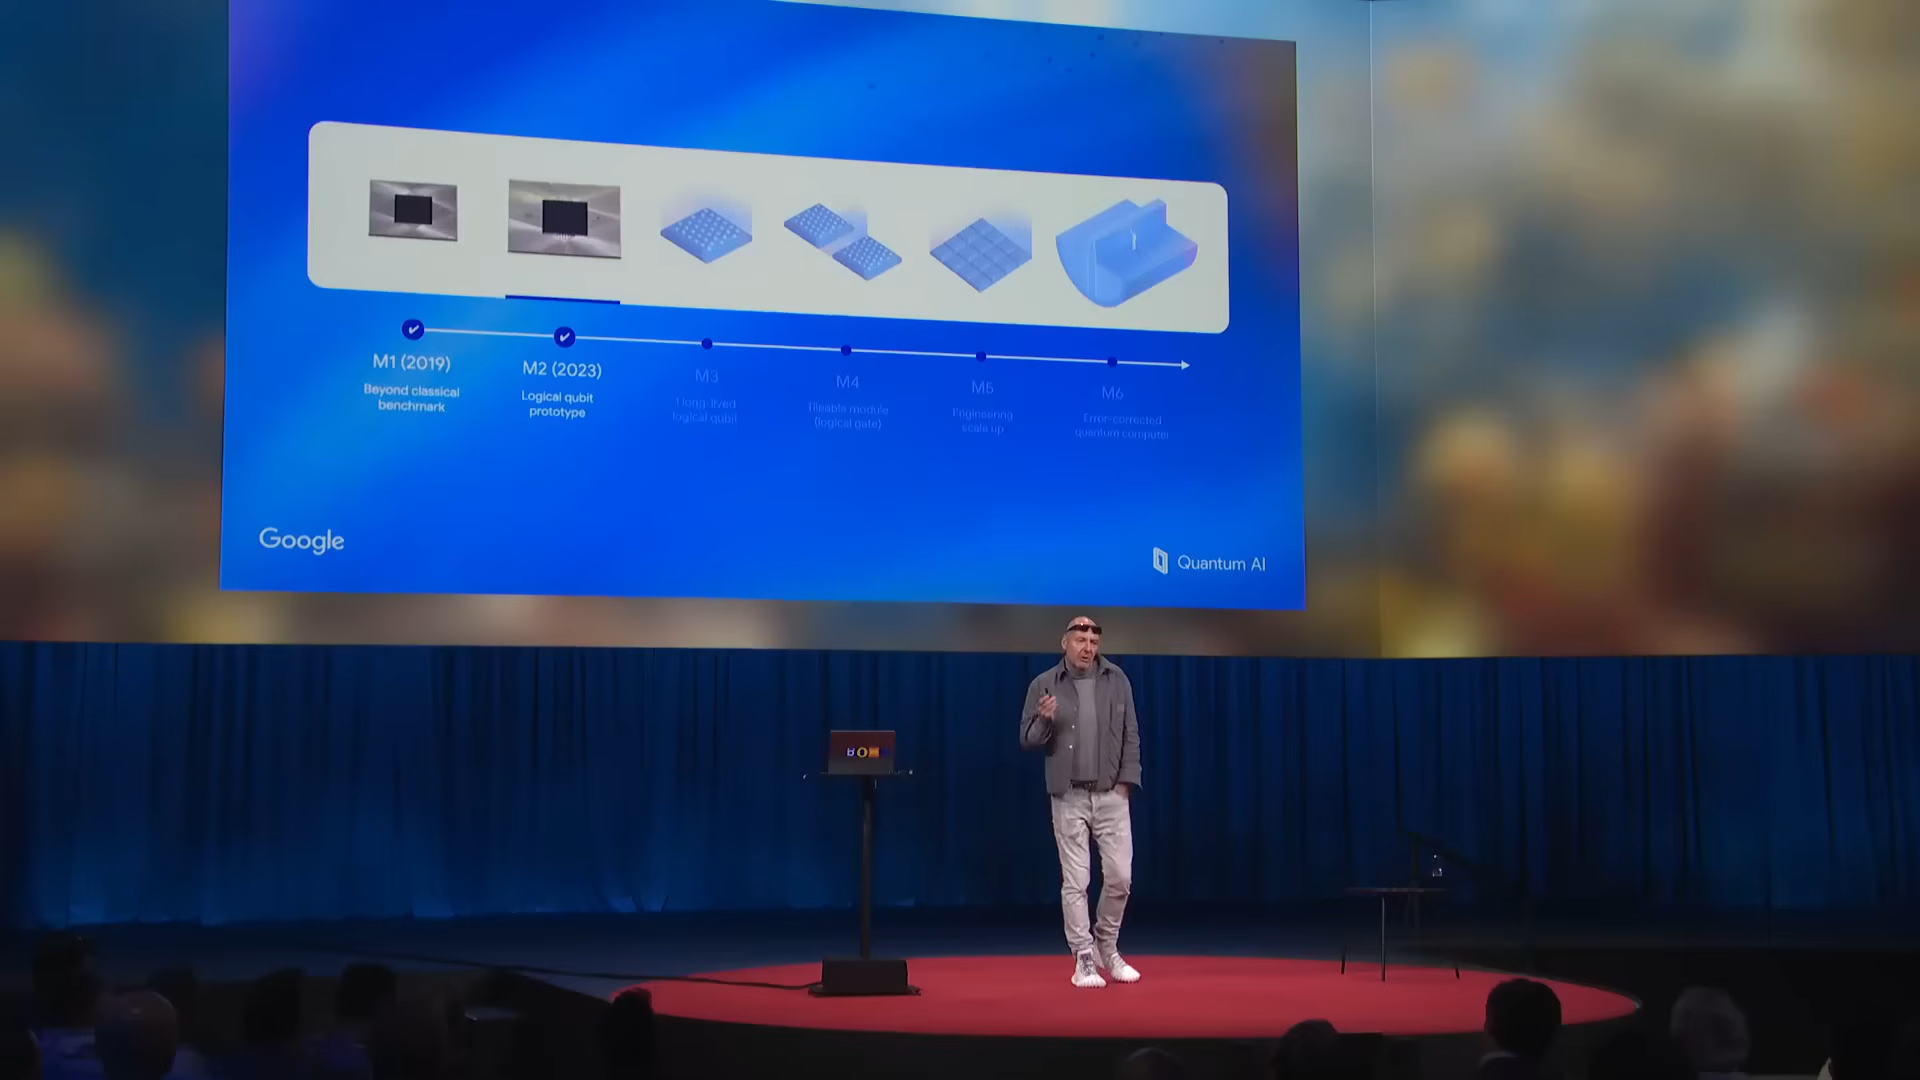 M1 (2019)
Beyond classical
benchmark
M2 (2023)
Logical qubit
prototype
M3
Long-lived
logical qubit
M4
Tileable module
(logical gate)
M5
Engineering
scale up
M6
Error-corrected
quantum computer
Google
Quantum AI